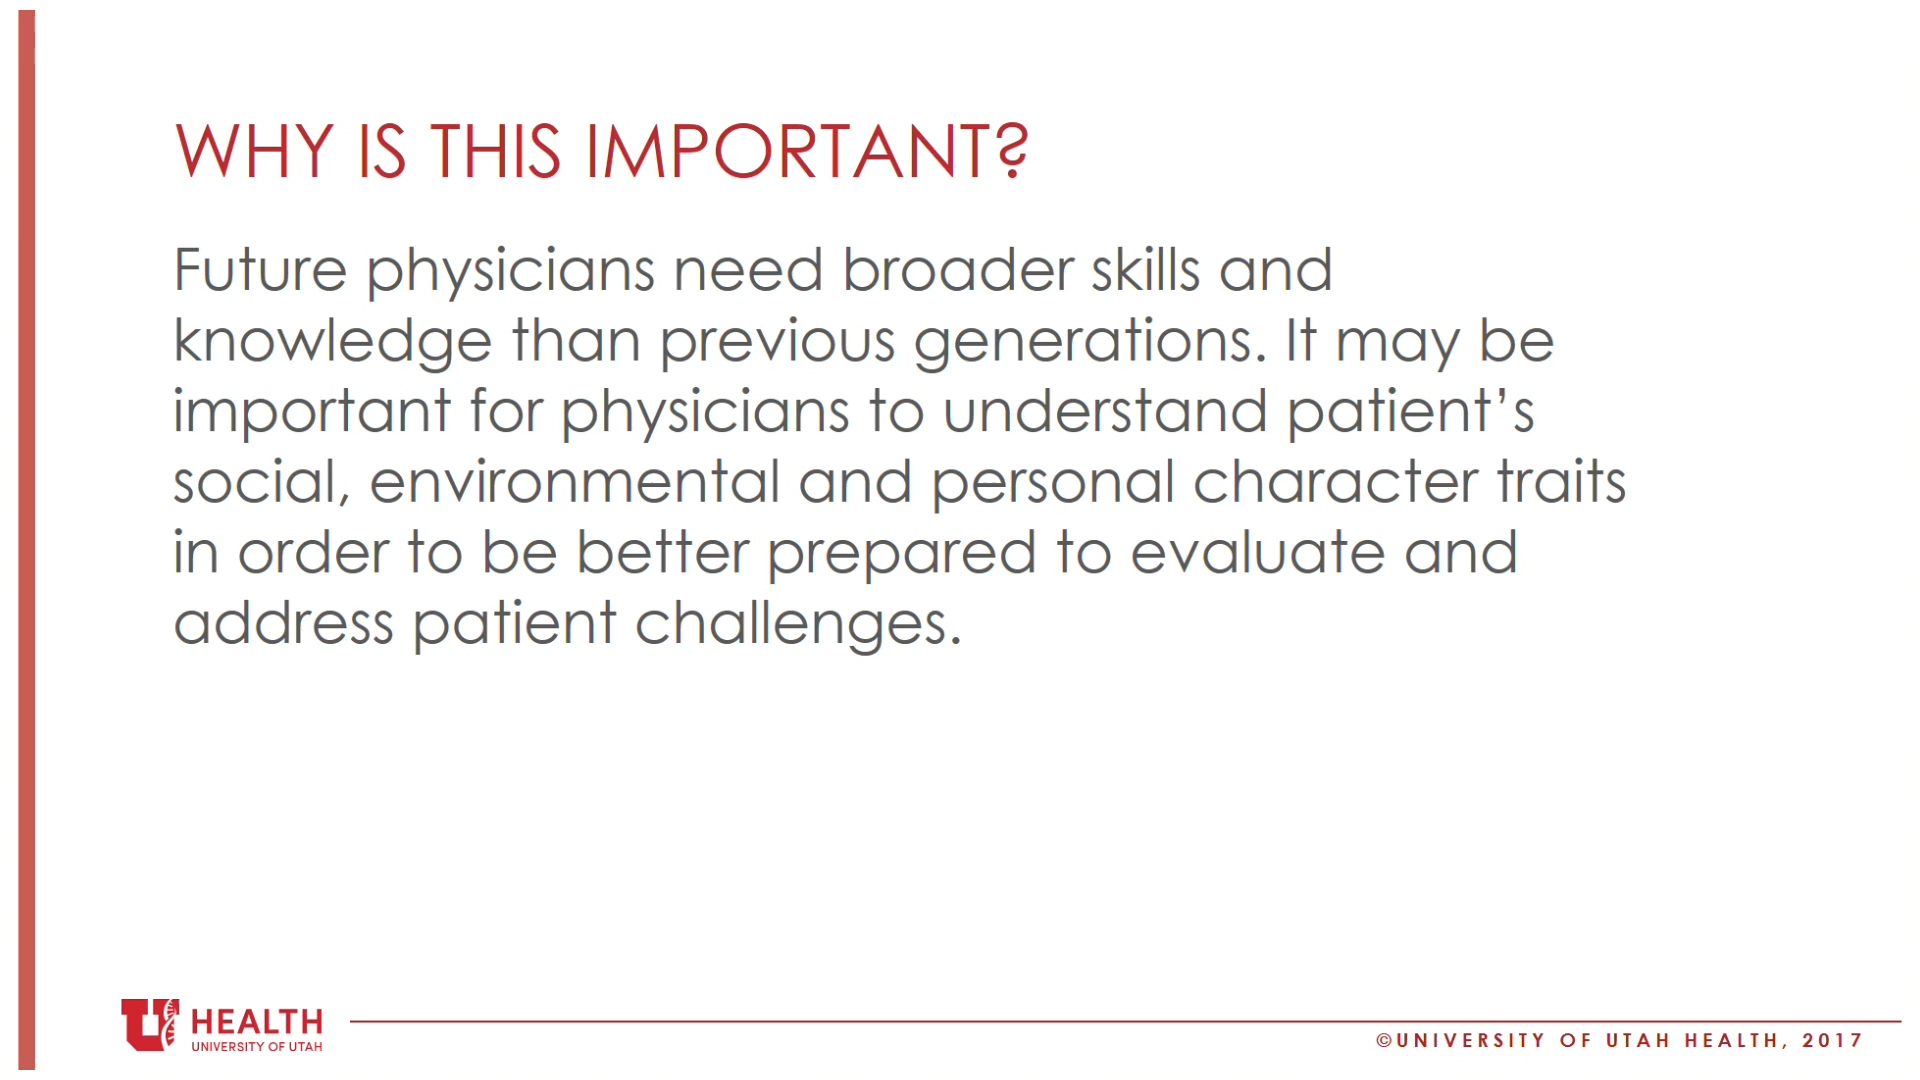 WHY IS THIS IMPORTANT?
Future physicians need broader skills and
knowledge than previous generations. It may be
important for physicians to understand patient’s
social, environmental and personal character traits
in order to be better prepared to evaluate and
address patient challenges.
HEALTH
UNIVERSITY OF UTAH
©UNIVERSITY OF UTAH HEALTH, 2017